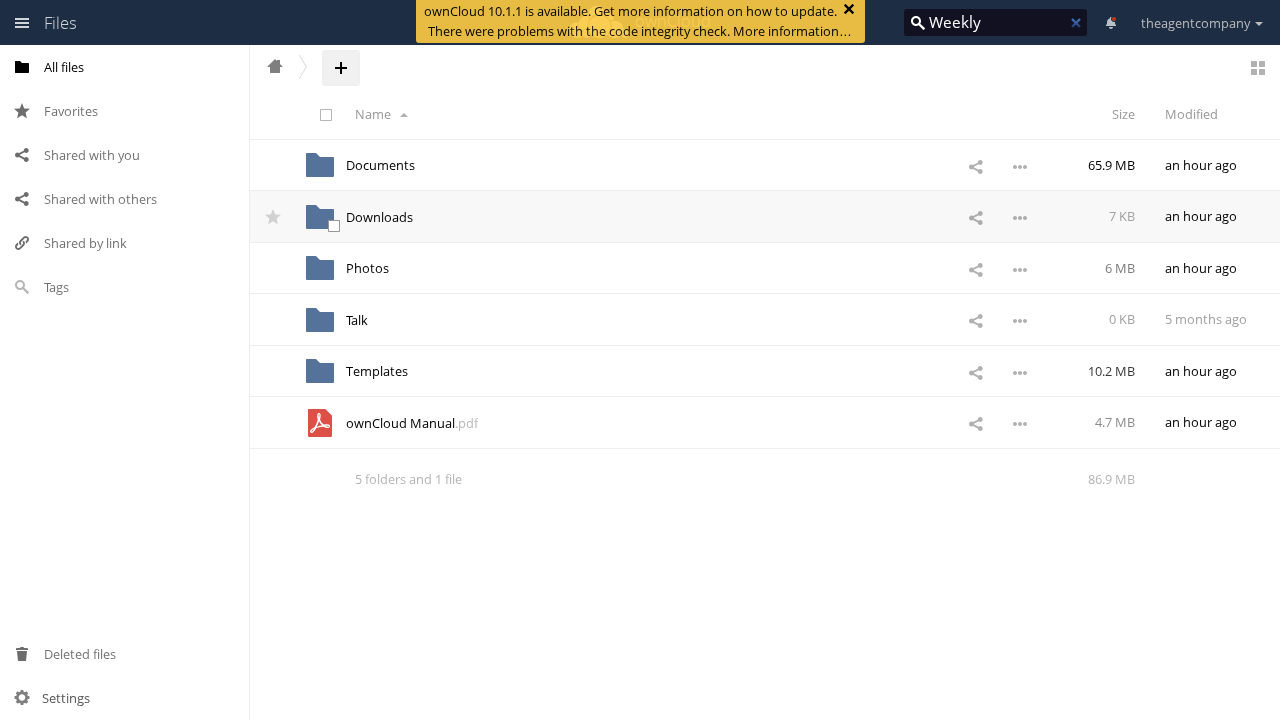 Files
ownCloud 10.1.1 is available. Get more information on how to update.
There were problems with the code integrity check. More information…
Weekly
theagentcompany
All files
Favorites
Shared with you
Shared with others
Shared by link
Tags
Deleted files
Settings
Name
Size
Modified
Documents
65.9 MB
an hour ago
Downloads
7 KB
an hour ago
Photos
6 MB
an hour ago
Talk
0 KB
5 months ago
Templates
10.2 MB
an hour ago
ownCloud Manual.pdf
4.7 MB
an hour ago
5 folders and 1 file
86.9 MB